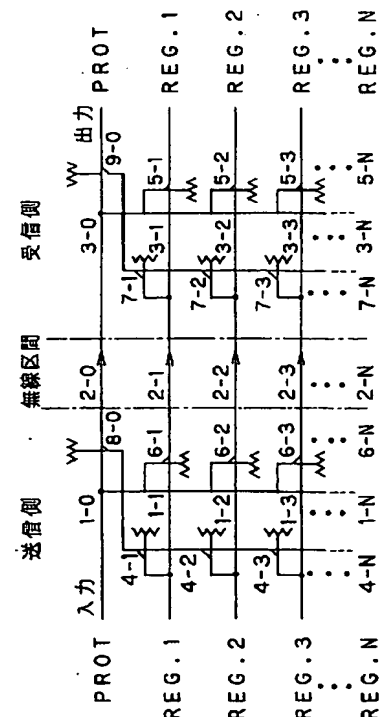 送信側 無線区間 受信側
入力 出力
PROT 1-0 8-0 2-0 3-0 9-0 PROT
REG.1 4-1 1-1 6-1 2-1 7-1 3-1 5-1 REG.1
REG.2 4-2 1-2 6-2 2-2 7-2 3-2 5-2 REG.2
REG.3 4-3 1-3 6-3 2-3 7-3 3-3 5-3 REG.3
REG.N 4-N 1-N 6-N 2-N 7-N 3-N 5-N REG.N